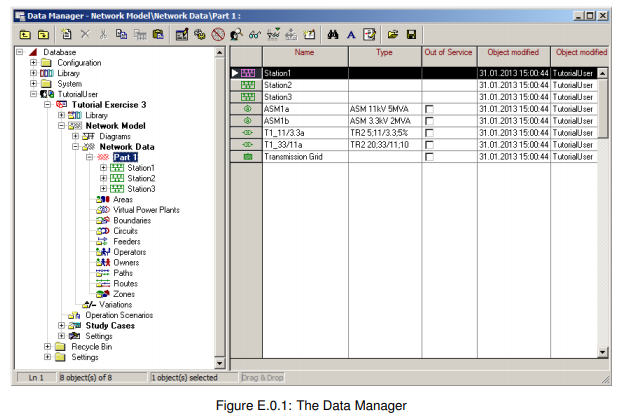 Data Manager - Network Model\Network Data\Part 1 :
Database
Configuration
Library
System
TutorialUser
Tutorial Exercise 3
Library
Network Model
Diagrams
Network Data
Part 1
Station1
Station2
Station3
Areas
Virtual Power Plants
Boundaries
Circuits
Feeders
Operators
Owners
Paths
Routes
Zones
Variations
Operation Scenarios
Study Cases
Settings
Recycle Bin
Settings
Name Type Out of Service Object modified Object modified
Station1 31.01.2013 15:00:44 TutorialUser
Station2 31.01.2013 15:00:44 TutorialUser
Station3 31.01.2013 15:00:44 TutorialUser
ASM1a ASM 11kV 5MVA 31.01.2013 15:00:44 TutorialUser
ASM1b ASM 3.3kV 2MVA 31.01.2013 15:00:44 TutorialUser
T1_11/3.3a TR2 5;11/3.3;5% 31.01.2013 15:00:44 TutorialUser
T1_33/11a TR2 20;33/11;10 31.01.2013 15:00:44 TutorialUser
Transmission Grid 31.01.2013 15:00:44 TutorialUser
Ln 1 8 object(s) of 8 1 object(s) selected Drag & Drop
Figure E.0.1: The Data Manager